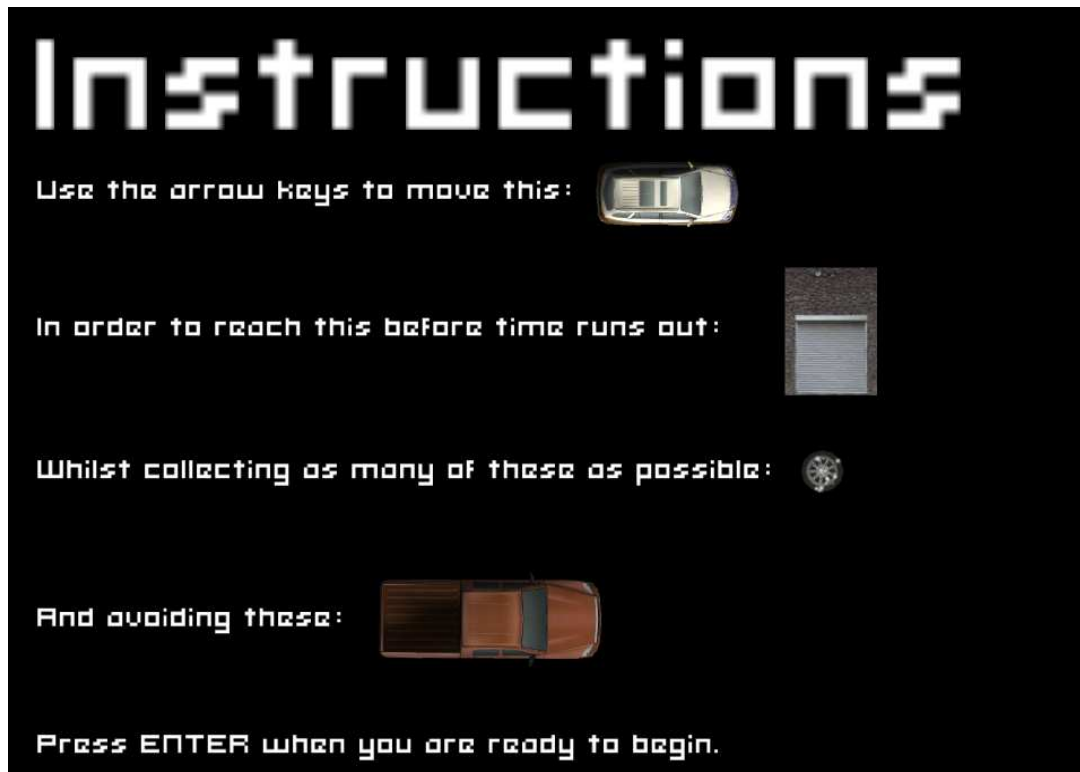 Instructions
Use the arrow keys to move this:
In order to reach this before time runs out:
Whilst collecting as many of these as possible:
And avoiding these:
Press ENTER when you are ready to begin.